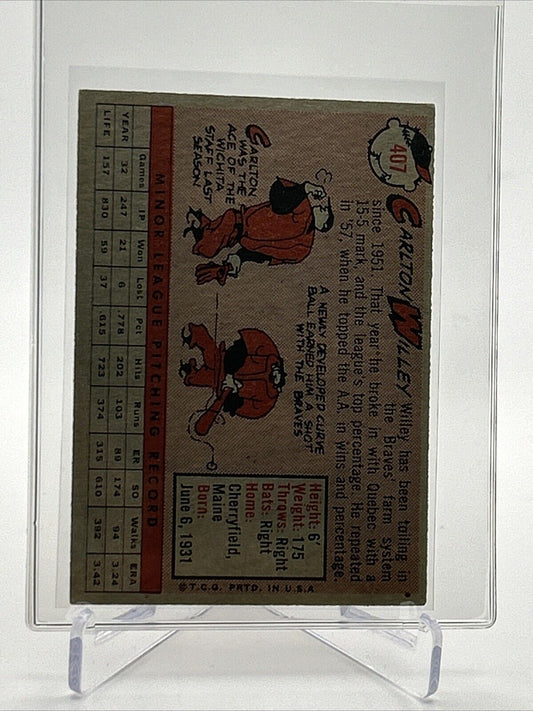 407
CARLTON WILLEY Willey has been toiling in
the Braves' farm system
since 1951. That year he broke in with Quebec with a
15-5 mark, and the league's top percentage. He repeated
in '57, when he topped the A.A. in wins and percentage.
CARLTON
WAS THE
ACE OF THE
WICHITA
STAFF LAST
SEASON
A NEWLY DEVELOPED CURVE
BALL EARNED HIM A SHOT
WITH THE BRAVES
Height: 6'
Weight: 175
Throws: Right
Bats: Right
Home:
Cherryfield,
Maine
Born:
June 6, 1931
MINOR LEAGUE PITCHING RECORD
Games IP Won Lost Pct Hits Runs ER SO Walks ERA
YEAR 32 247 21 6 .778 202 103 89 174 94 3.24
LIFE 157 830 59 37 .615 723 374 315 610 392 3.42
© T.C.G. PRTD. IN U.S.A